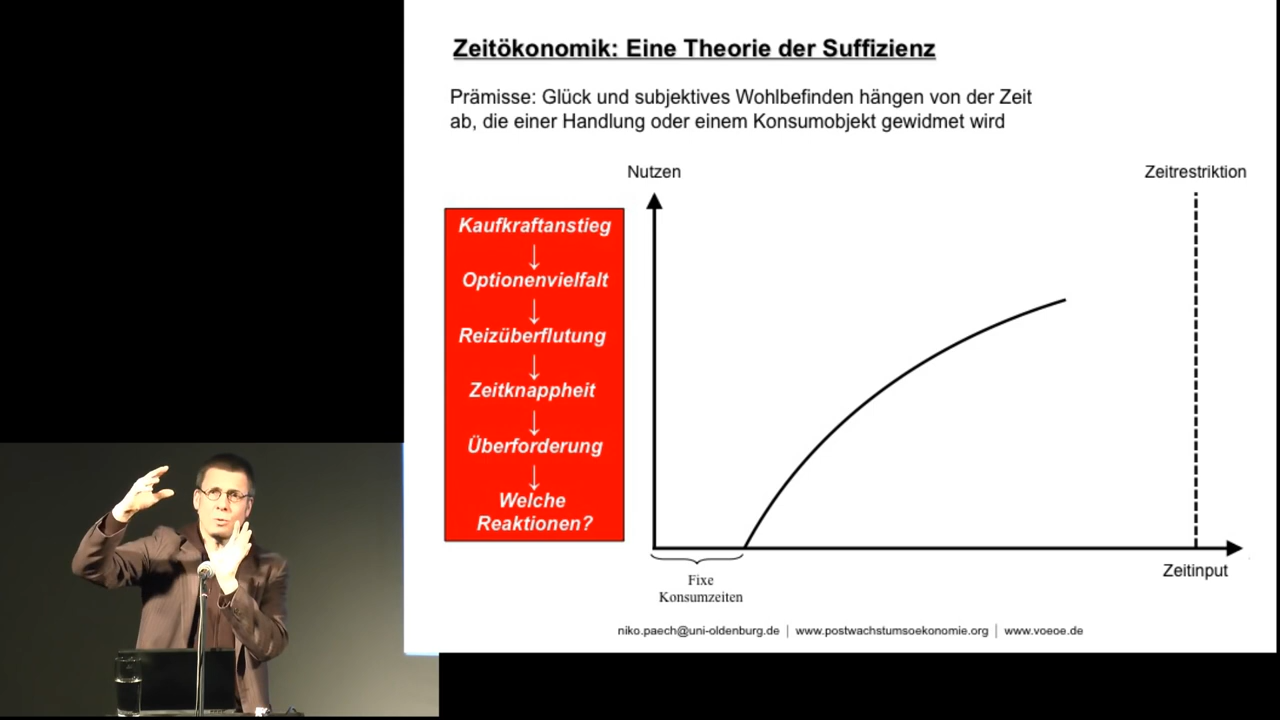 Zeitökonomik: Eine Theorie der Suffizienz
Prämisse: Glück und subjektives Wohlbefinden hängen von der Zeit
ab, die einer Handlung oder einem Konsumobjekt gewidmet wird
Nutzen
Zeitrestriktion
Kaufkraftanstieg
↓
Optionenvielfalt
↓
Reizüberflutung
↓
Zeitknappheit
↓
Überforderung
↓
Welche
Reaktionen?
Fixe
Konsumzeiten
Zeitinput
niko.paech@uni-oldenburg.de | www.postwachstumsoekonomie.org | www.voeoe.de